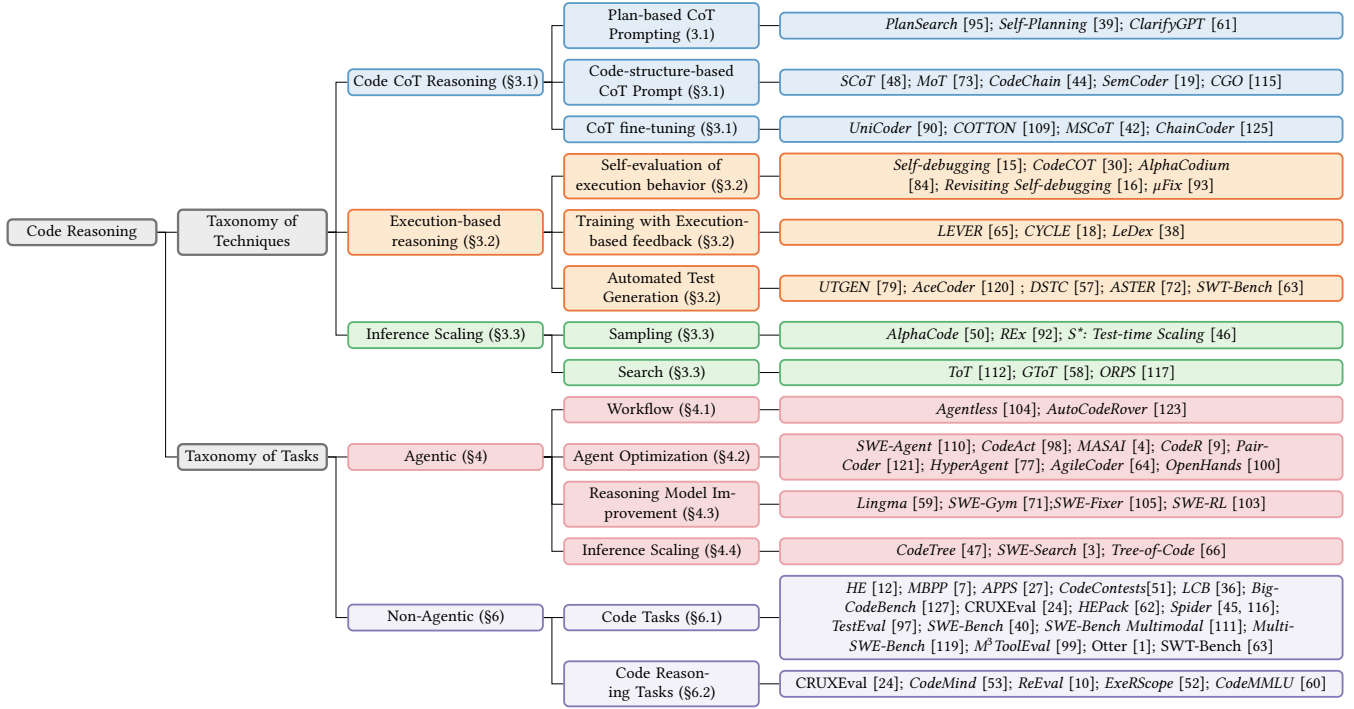 Plan-based CoT
Prompting (3.1)
PlanSearch [95]; Self-Planning [39]; ClarifyGPT [61]
Code CoT Reasoning (§3.1)
Code-structure-based
CoT Prompt (§3.1)
SCoT [48]; MoT [73]; CodeChain [44]; SemCoder [19]; CGO [115]
CoT fine-tuning (§3.1)
UniCoder [90]; COTTON [109]; MSCoT [42]; ChainCoder [125]
Self-evaluation of
execution behavior (§3.2)
Self-debugging [15]; CodeCOT [30]; AlphaCodium
[84]; Revisiting Self-debugging [16]; μFix [93]
Code Reasoning
Taxonomy of
Techniques
Execution-based
reasoning (§3.2)
Training with Execution-
based feedback (§3.2)
LEVER [65]; CYCLE [18]; LeDex [38]
Automated Test
Generation (§3.2)
UTGEN [79]; AceCoder [120] ; DSTC [57]; ASTER [72]; SWT-Bench [63]
Inference Scaling (§3.3)
Sampling (§3.3)
AlphaCode [50]; REx [92]; S*: Test-time Scaling [46]
Search (§3.3)
ToT [112]; GToT [58]; ORPS [117]
Workflow (§4.1)
Agentless [104]; AutoCodeRover [123]
Taxonomy of Tasks
Agentic (§4)
Agent Optimization (§4.2)
SWE-Agent [110]; CodeAct [98]; MASAI [4]; CodeR [9]; Pair-
Coder [121]; HyperAgent [77]; AgileCoder [64]; OpenHands [100]
Reasoning Model Im-
provement (§4.3)
Lingma [59]; SWE-Gym [71];SWE-Fixer [105]; SWE-RL [103]
Inference Scaling (§4.4)
CodeTree [47]; SWE-Search [3]; Tree-of-Code [66]
Non-Agentic (§6)
Code Tasks (§6.1)
HE [12]; MBPP [7]; APPS [27]; CodeContests[51]; LCB [36]; Big-
CodeBench [127]; CRUXEval [24]; HEPack [62]; Spider [45, 116];
TestEval [97]; SWE-Bench [40]; SWE-Bench Multimodal [111]; Multi-
SWE-Bench [119]; M³ToolEval [99]; Otter [1]; SWT-Bench [63]
Code Reason-
ing Tasks (§6.2)
CRUXEval [24]; CodeMind [53]; ReEval [10]; ExeRScope [52]; CodeMMLU [60]